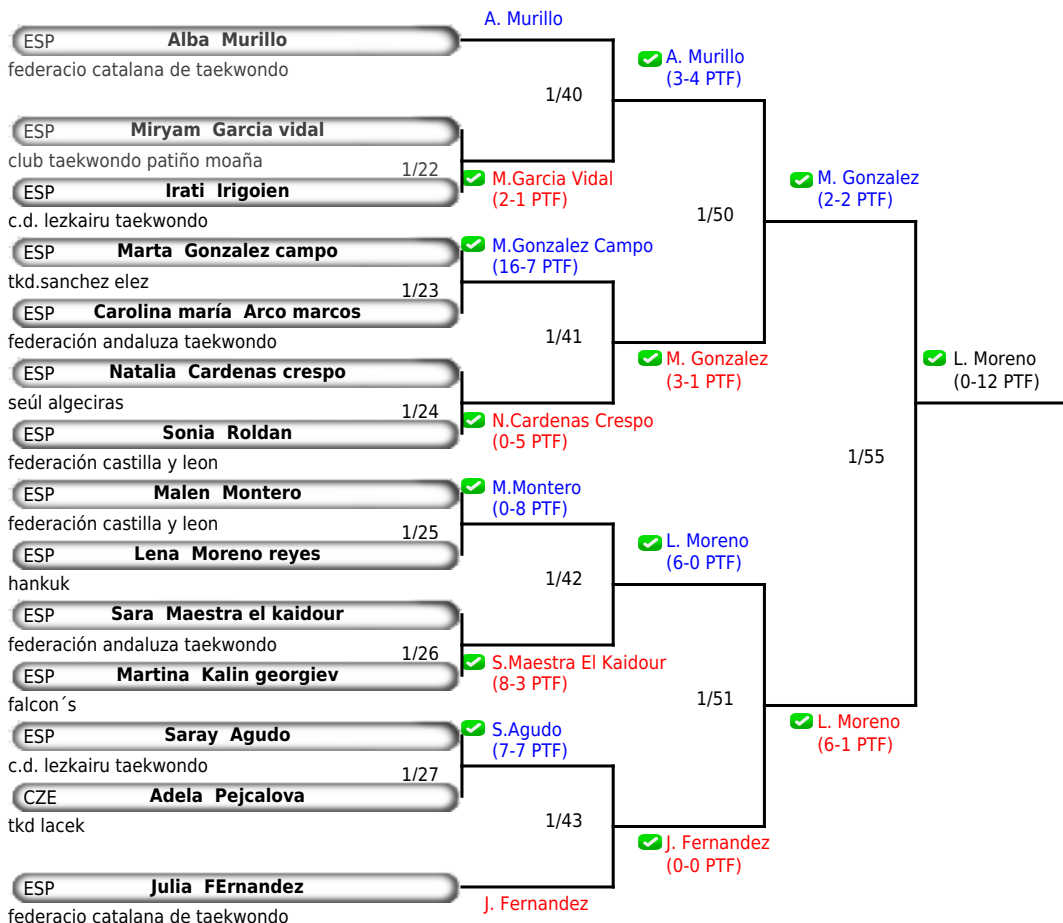 A. Murillo
ESP Alba Murillo
federacio catalana de taekwondo
A. Murillo
(3-4 PTF)
1/40
ESP Miryam Garcia vidal
club taekwondo patiño moaña
1/22
M.Garcia Vidal
(2-1 PTF)
ESP Irati Irigoien
c.d. lezkairu taekwondo
M. Gonzalez
(2-2 PTF)
1/50
ESP Marta Gonzalez campo
tkd.sanchez elez
M.Gonzalez Campo
(16-7 PTF)
1/23
ESP Carolina maría Arco marcos
federación andaluza taekwondo
1/41
ESP Natalia Cardenas crespo
seúl algeciras
M. Gonzalez
(3-1 PTF)
L. Moreno
(0-12 PTF)
1/24
ESP Sonia Roldan
federación castilla y leon
N.Cardenas Crespo
(0-5 PTF)
1/55
ESP Malen Montero
federación castilla y leon
M.Montero
(0-8 PTF)
1/25
ESP Lena Moreno reyes
hankuk
L. Moreno
(6-0 PTF)
1/42
ESP Sara Maestra el kaidour
federación andaluza taekwondo
1/26
ESP Martina Kalin georgiev
falcon´s
S.Maestra El Kaidour
(8-3 PTF)
1/51
ESP Saray Agudo
c.d. lezkairu taekwondo
S.Agudo
(7-7 PTF)
L. Moreno
(6-1 PTF)
1/27
CZE Adela Pejcalova
tkd lacek
1/43
J. Fernandez
(0-0 PTF)
ESP Julia FErnandez
federacio catalana de taekwondo
J. Fernandez